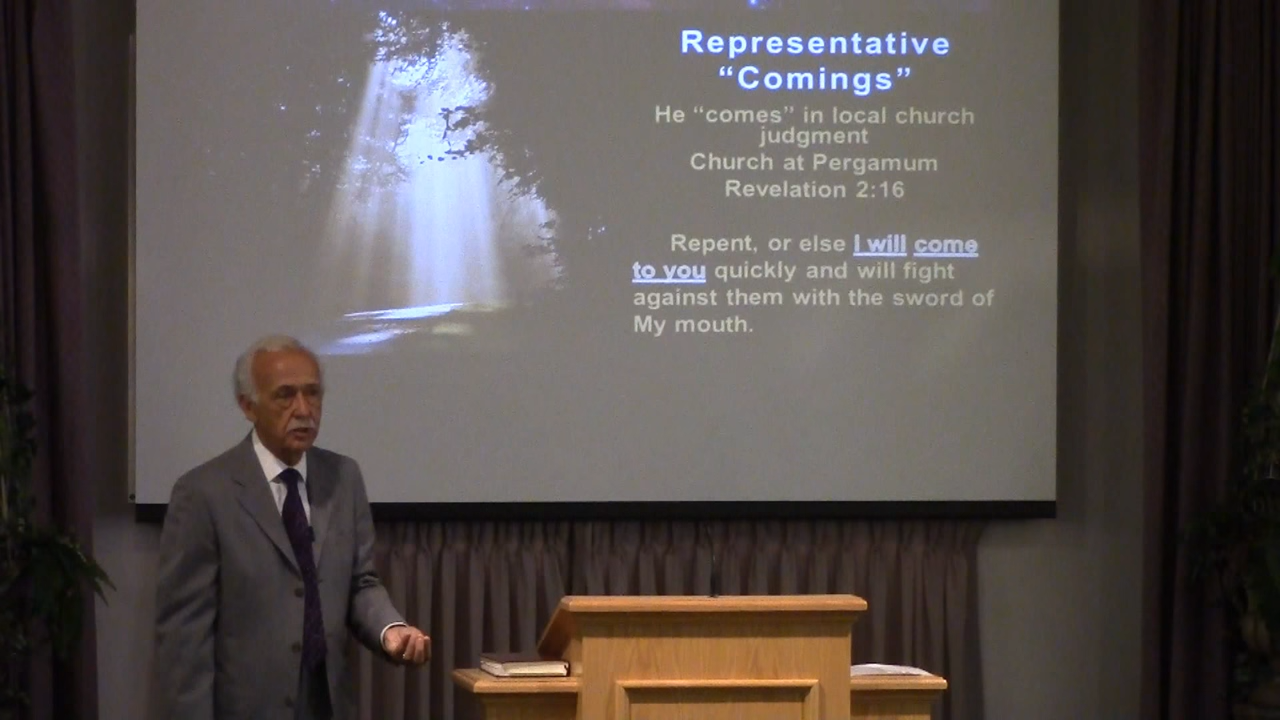 Representative
“Comings”
He “comes” in local church
judgment
Church at Pergamum
Revelation 2:16
Repent, or else I will come
to you quickly and will fight
against them with the sword of
My mouth.